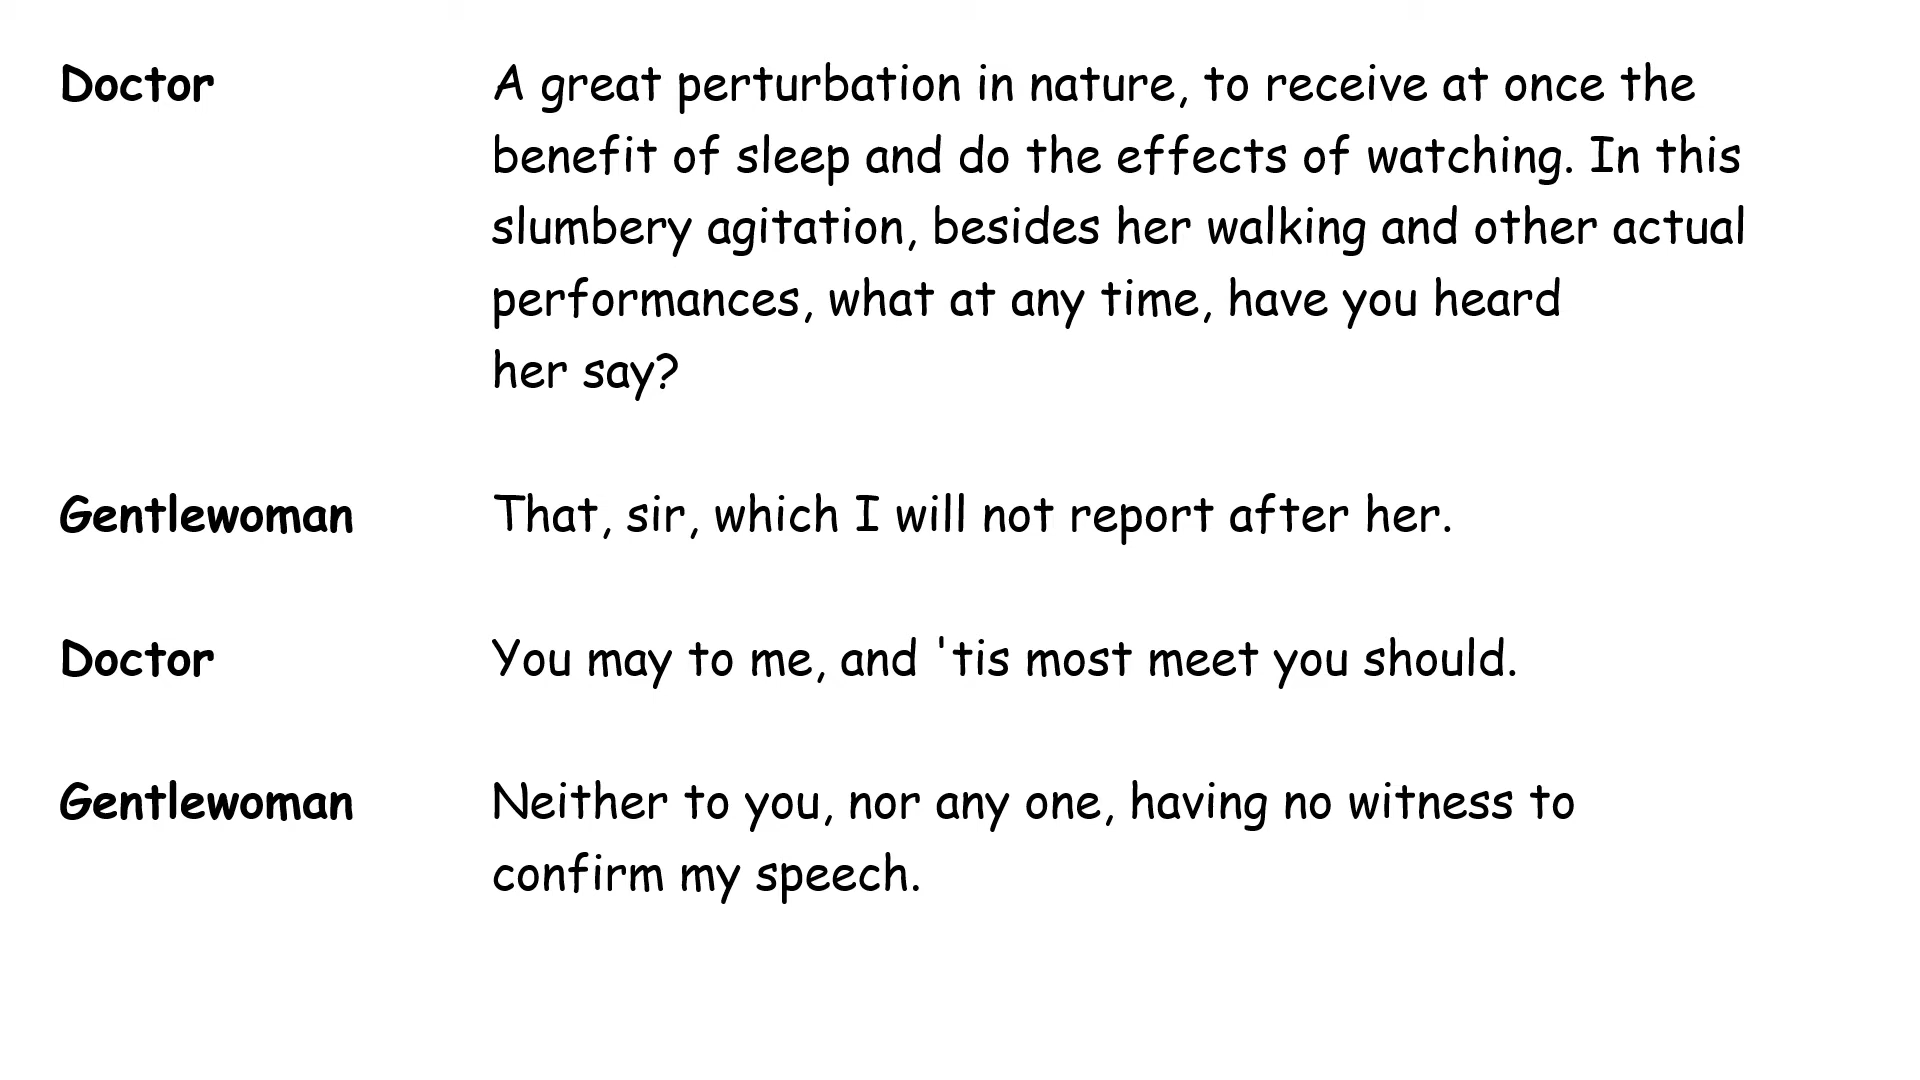 Doctor A great perturbation in nature, to receive at once the
benefit of sleep and do the effects of watching. In this
slumbery agitation, besides her walking and other actual
performances, what at any time, have you heard
her say?
Gentlewoman That, sir, which I will not report after her.
Doctor You may to me, and 'tis most meet you should.
Gentlewoman Neither to you, nor any one, having no witness to
confirm my speech.